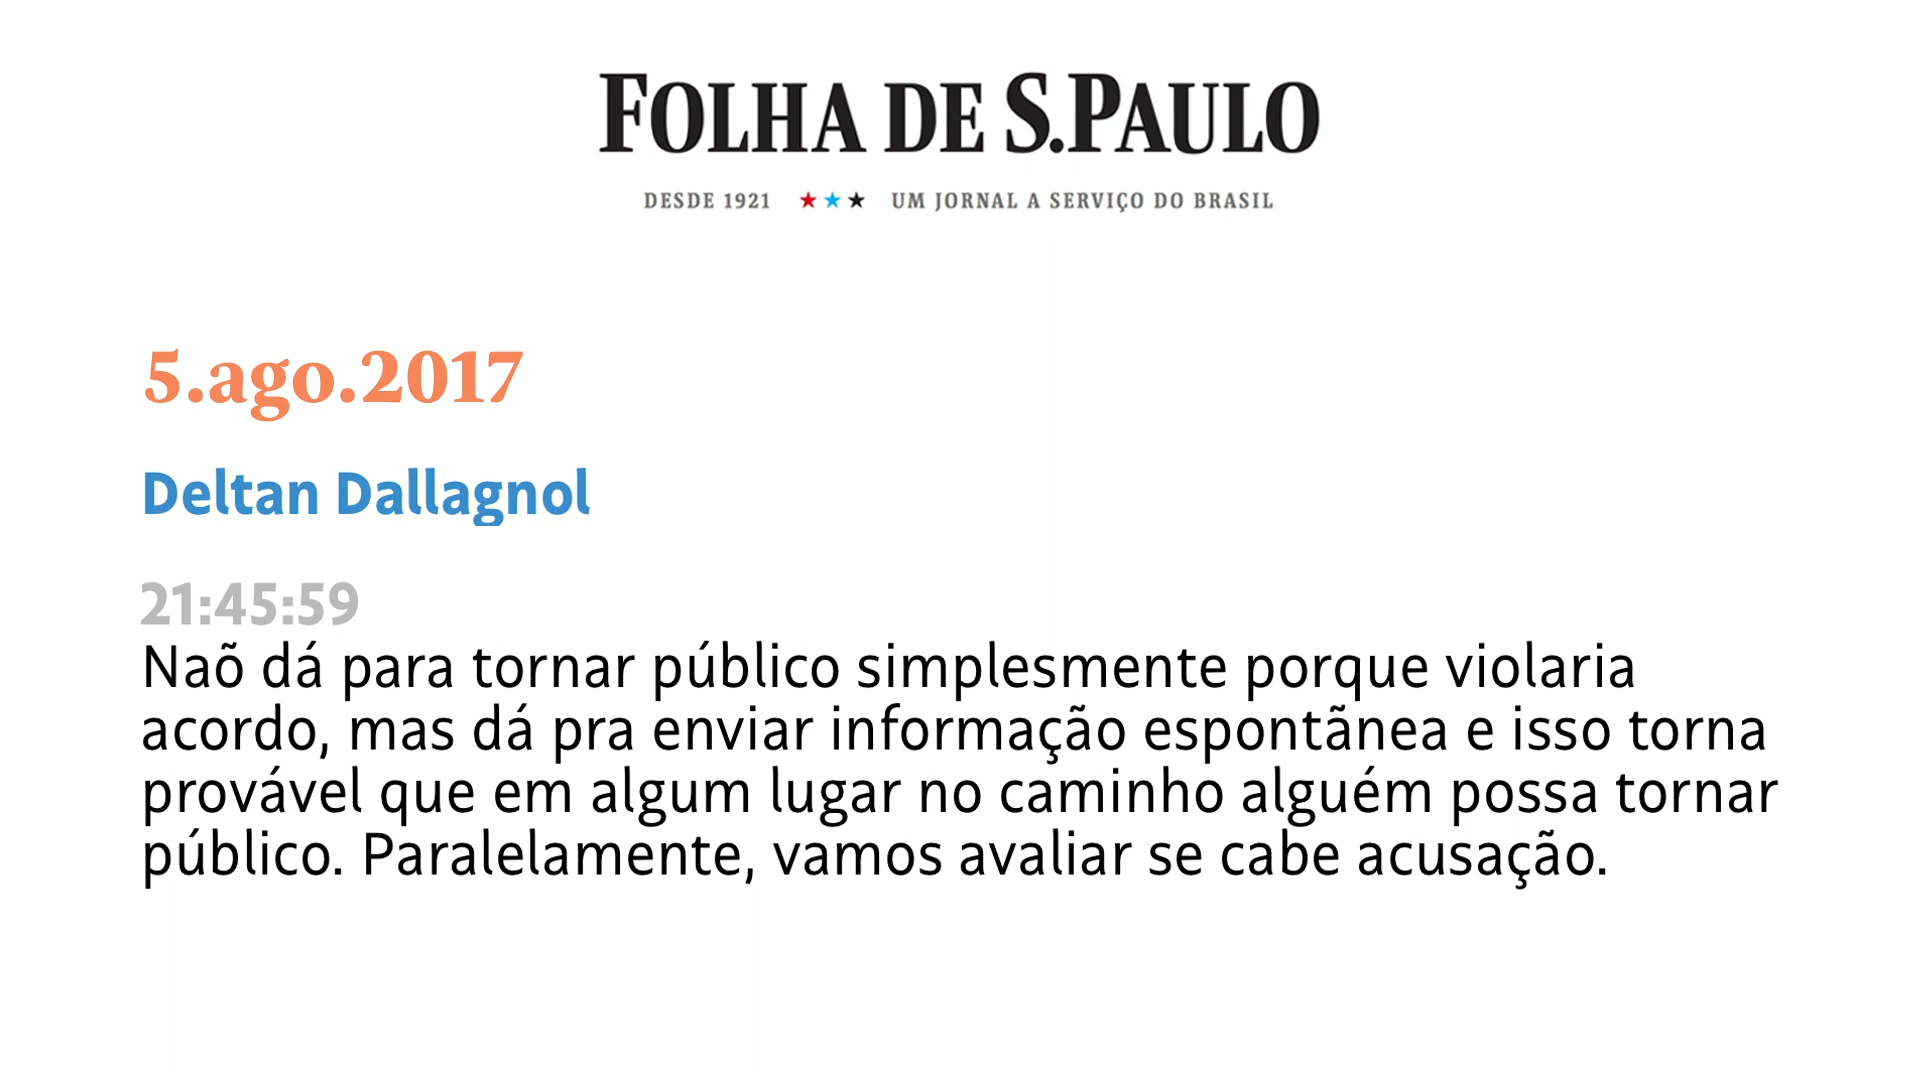 FOLHA DE S.PAULO
DESDE 1921 ★★★ UM JORNAL A SERVIÇO DO BRASIL
5.ago.2017
Deltan Dallagnol
21:45:59
Naõ dá para tornar público simplesmente porque violaria
acordo, mas dá pra enviar informação espontãnea e isso torna
provável que em algum lugar no caminho alguém possa tornar
público. Paralelamente, vamos avaliar se cabe acusação.